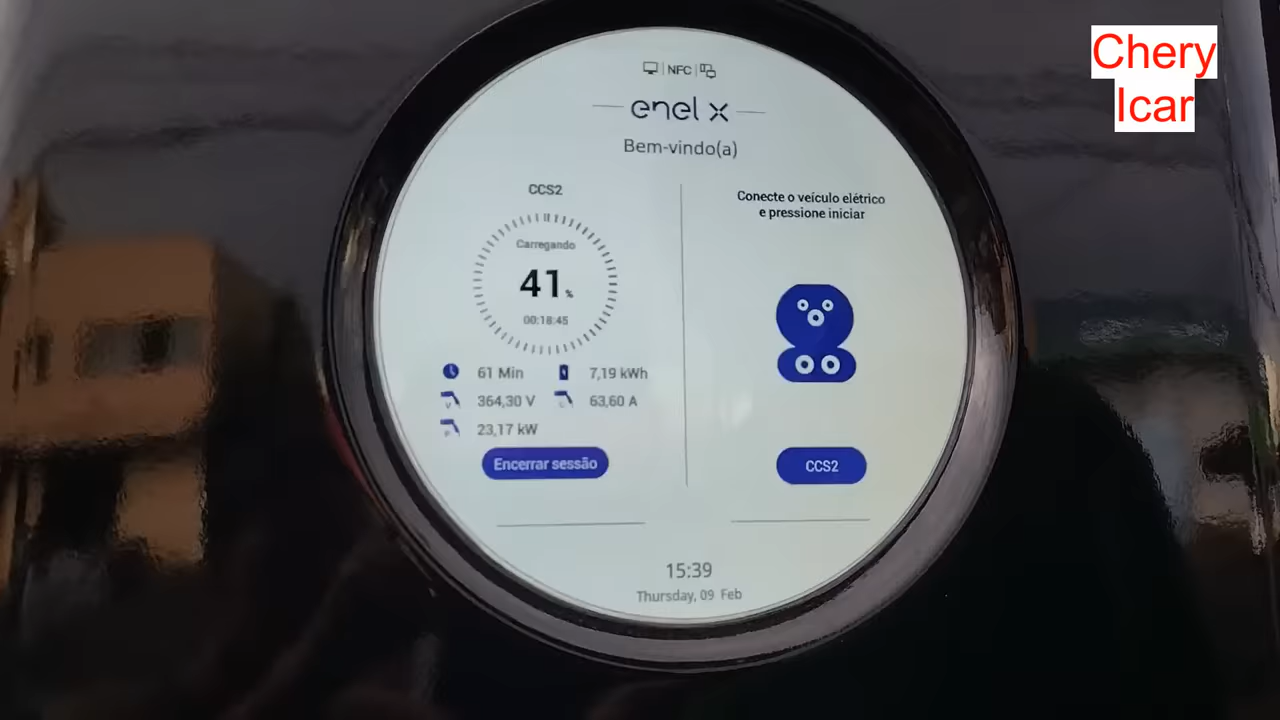 Chery
Icar
NFC
enel x
Bem-vindo(a)
CCS2
Carregando
41%
00:18:45
61 Min
7,19 kWh
364,30 V
63,60 A
23,17 kW
Encerrar sessão
Conecte o veículo elétrico
e pressione iniciar
CCS2
15:39
Thursday, 09 Feb